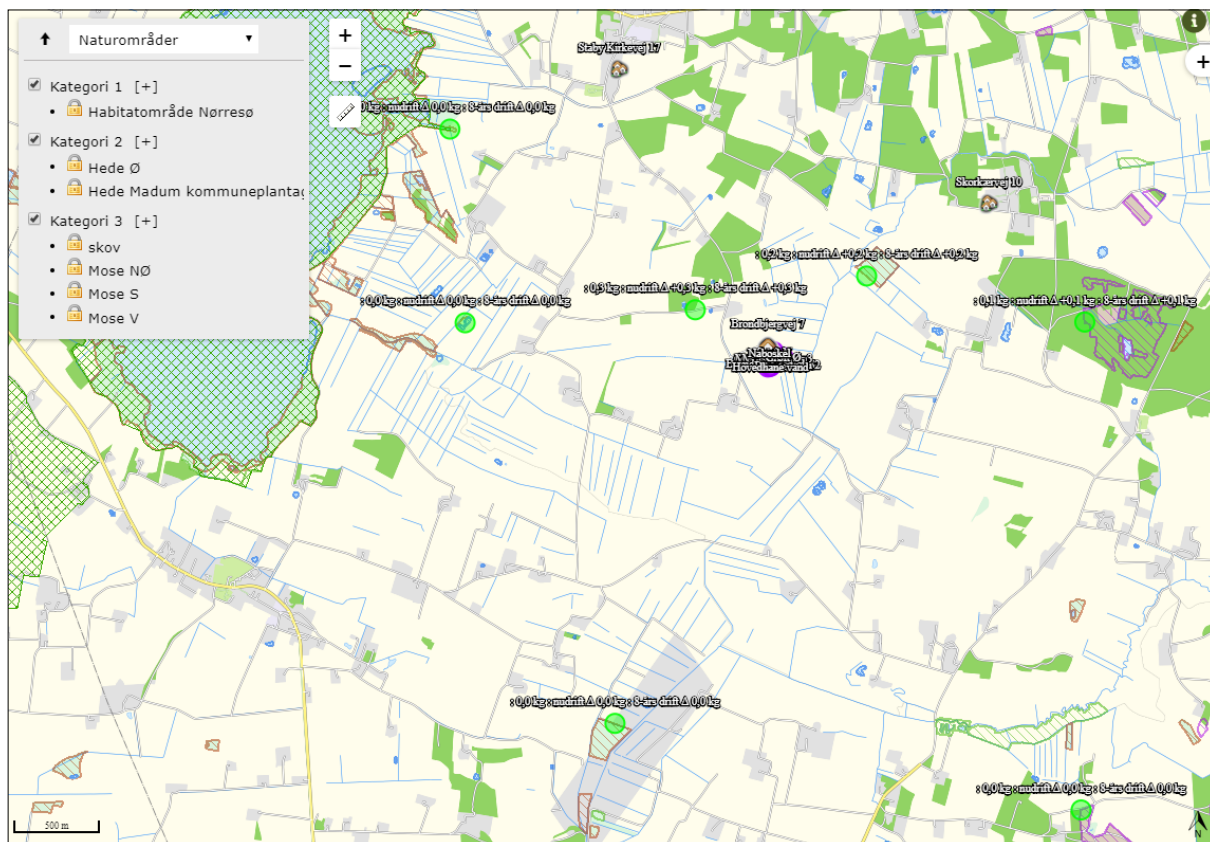 Naturområder
Kategori 1 [+]
Habitatområde Nørresø
Kategori 2 [+]
Hede Ø
Hede Madum kommuneplantag
Kategori 3 [+]
skov
Mose NØ
Mose S
Mose V
+
−
i
+
Staby Kirkevej 17
0 kg : nudrift Δ 0,0 kg : 8-års drift Δ 0,0 kg
Skorkærvej 10
: 0,2 kg : nudrift Δ +0,2 kg : 8-års drift Δ +0,2 kg
: 0,3 kg : nudrift Δ +0,3 kg : 8-års drift Δ +0,3 kg
: 0,0 kg : nudrift Δ 0,0 kg : 8-års drift Δ 0,0 kg
: 0,1 kg : nudrift Δ +0,1 kg : 8-års drift Δ +0,1 kg
Brondbjergvej 7
Naboskel
Hovedhane vand
: 0,0 kg : nudrift Δ 0,0 kg : 8-års drift Δ 0,0 kg
: 0,0 kg : nudrift Δ 0,0 kg : 8-års drift Δ 0,0 kg
500 m
N